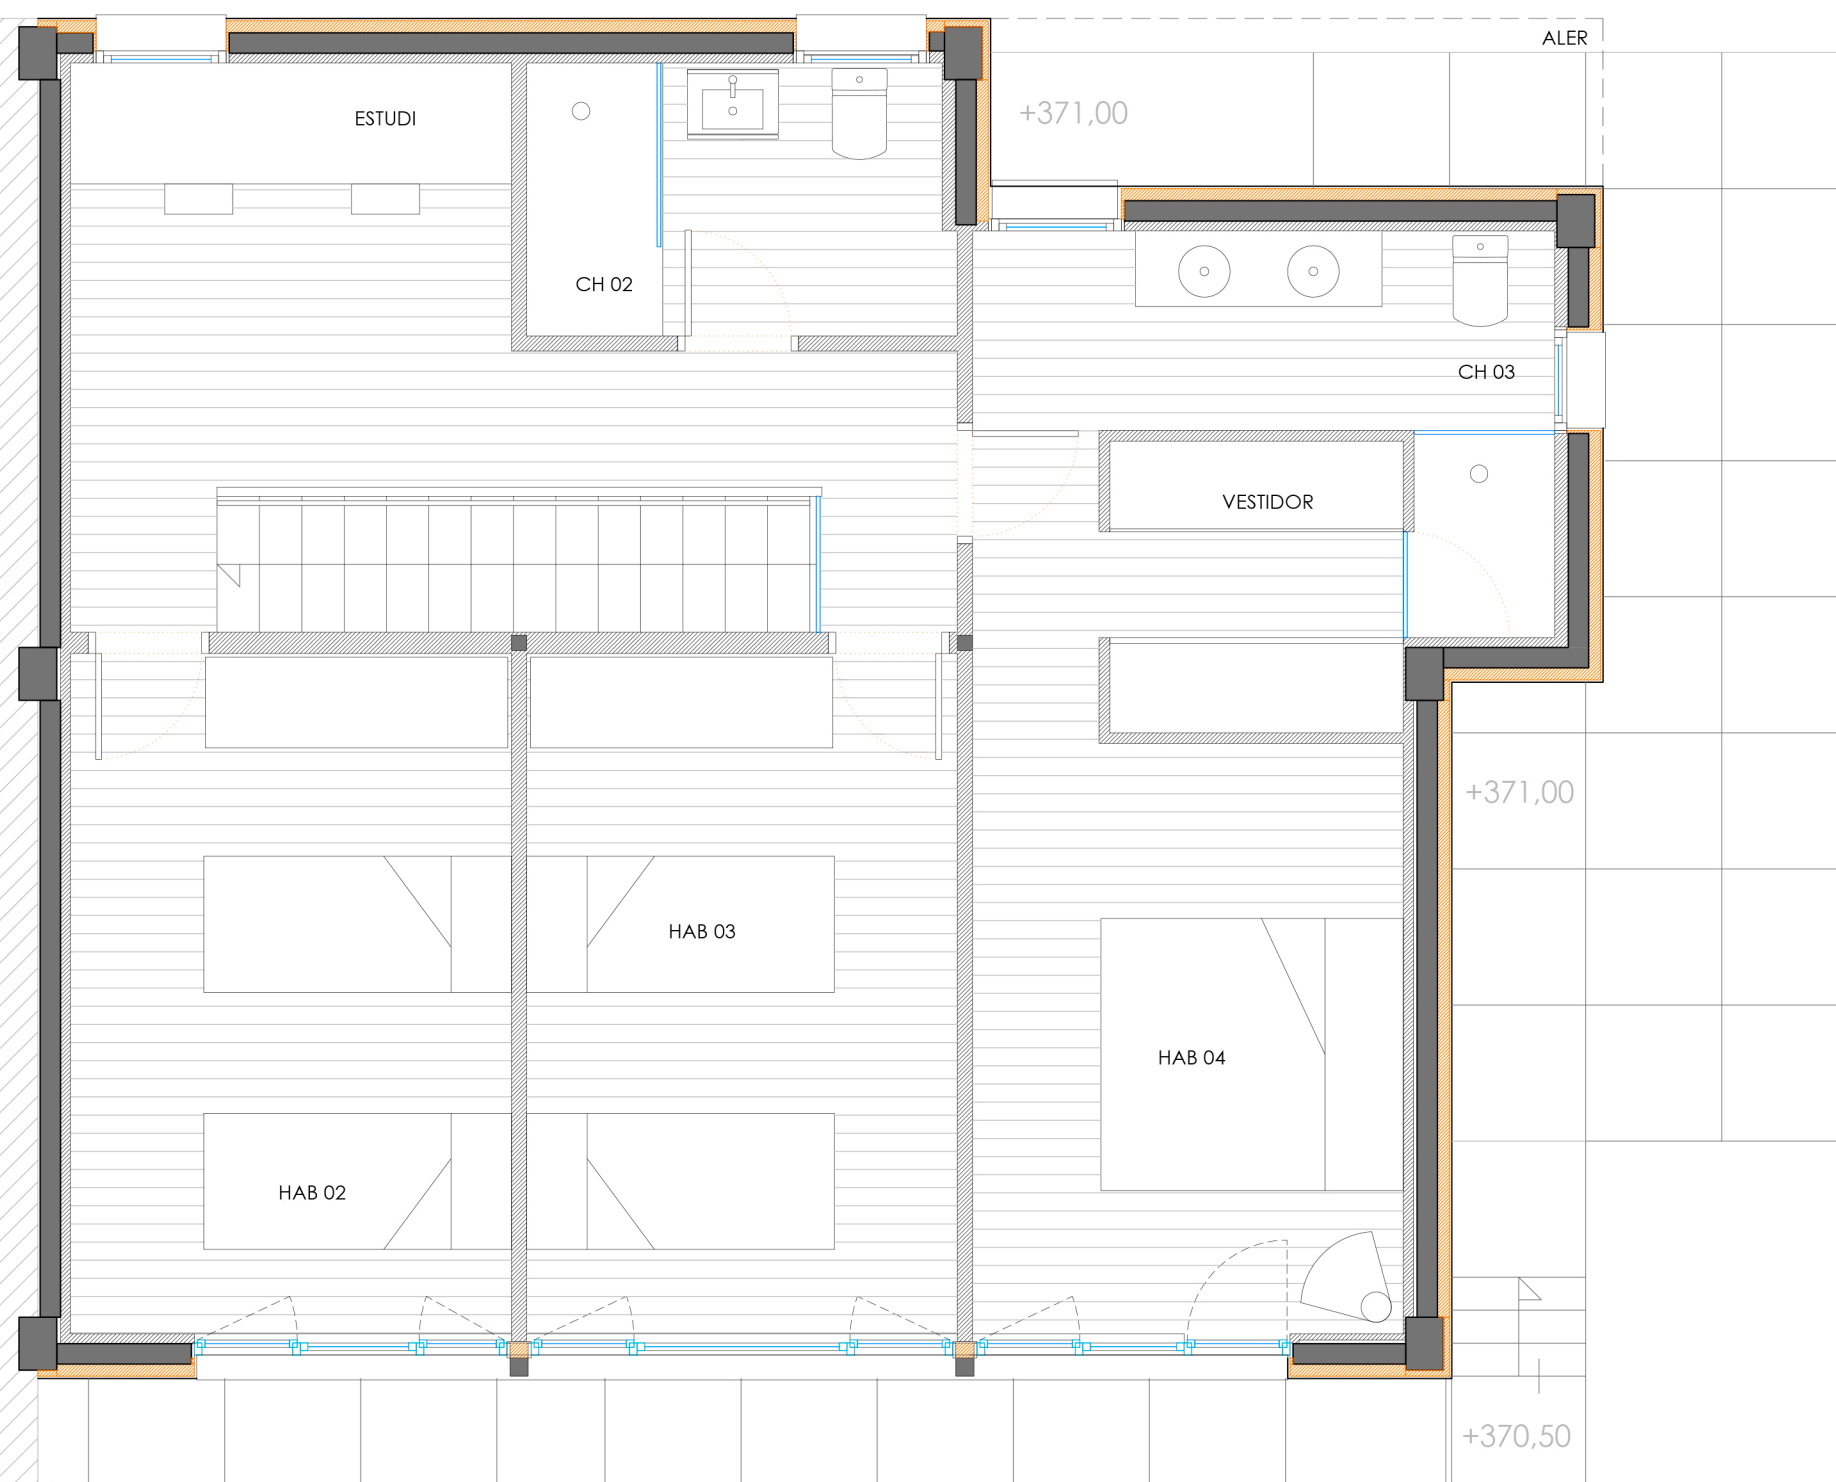 ALER
+371,00
ESTUDI
CH 02
CH 03
VESTIDOR
+371,00
HAB 03
HAB 04
HAB 02
+370,50